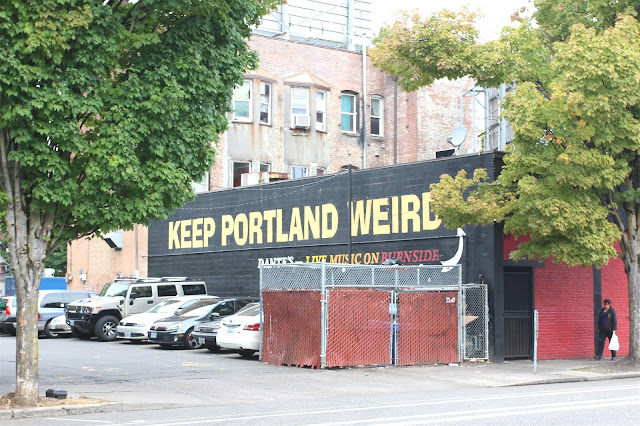 KEEP PORTLAND WEIRD
DANTE'S LIVE MUSIC ON BURNSIDE